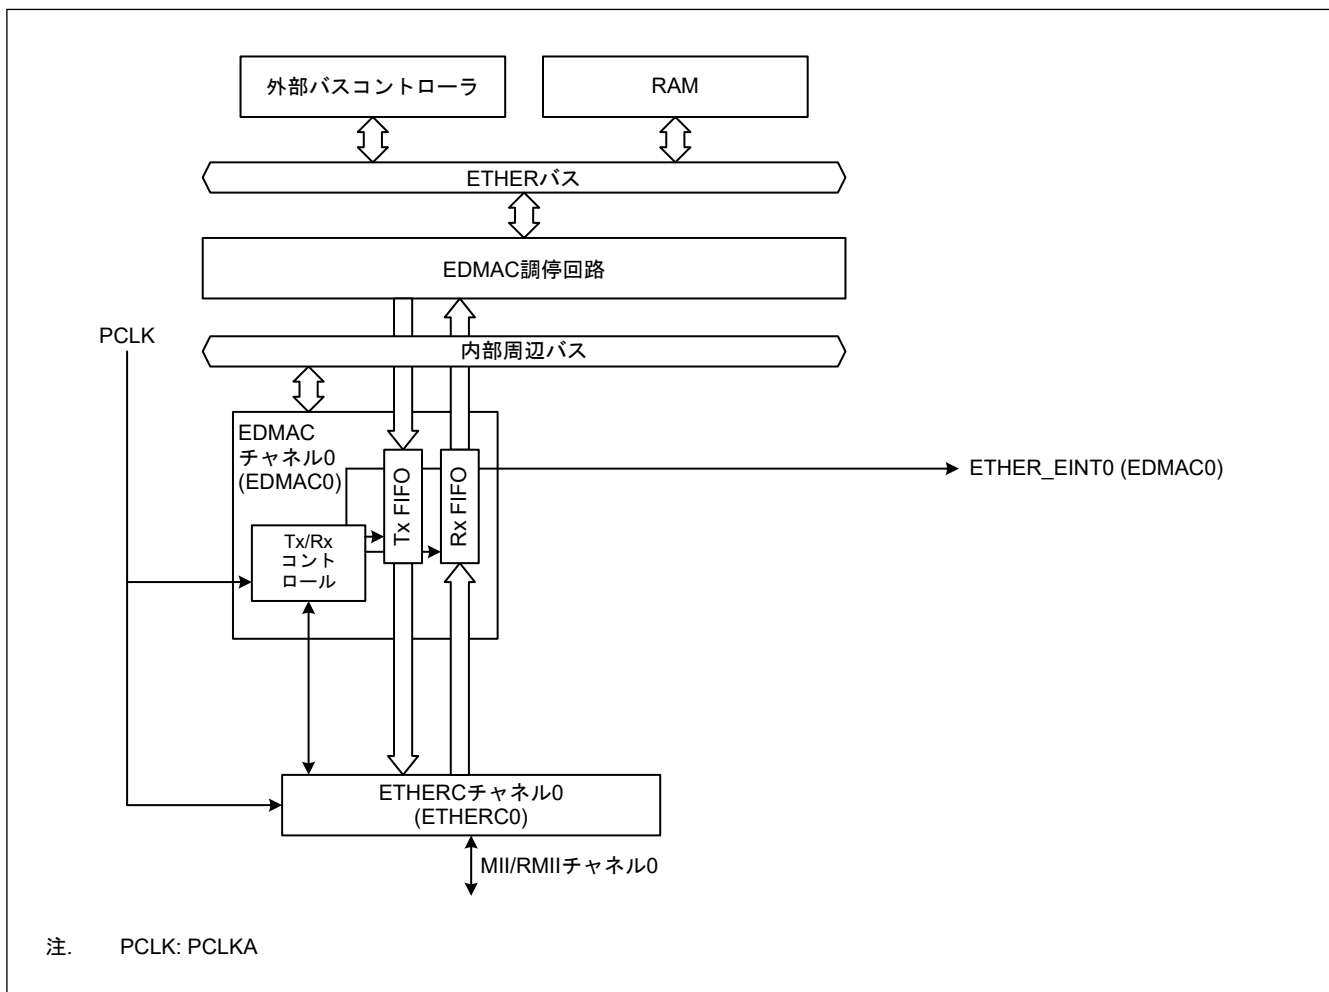 外部バスコントローラ
RAM
ETHERバス
EDMAC調停回路
PCLK
内部周辺バス
EDMAC
チャネル0
(EDMAC0)
Tx FIFO
Rx FIFO
ETHER_EINT0 (EDMAC0)
Tx/Rx
コント
ロール
ETHERCチャネル0
(ETHERC0)
MII/RMIIチャネル0
注. PCLK: PCLKA